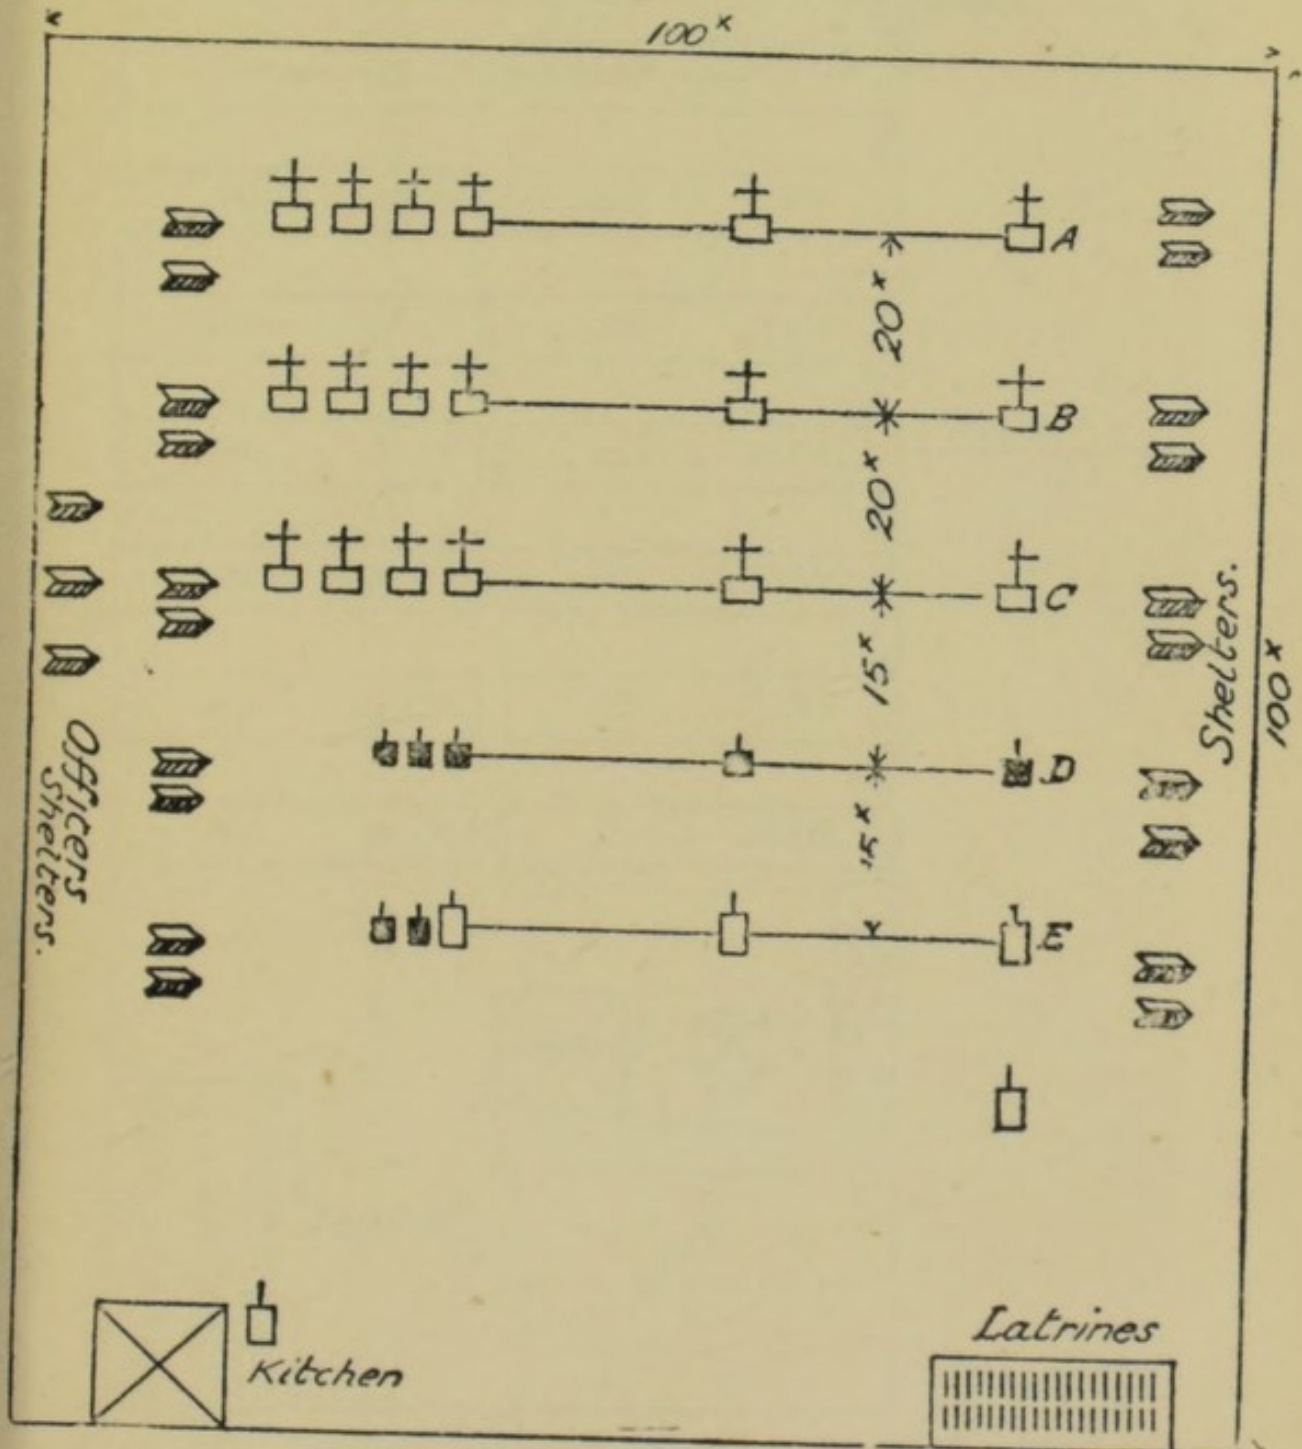 100ˣ
A
20ˣ
B
20ˣ
C
15ˣ
D
15ˣ
E
Shelters.
100ˣ
Officers
Shelters.
Kitchen
Latrines